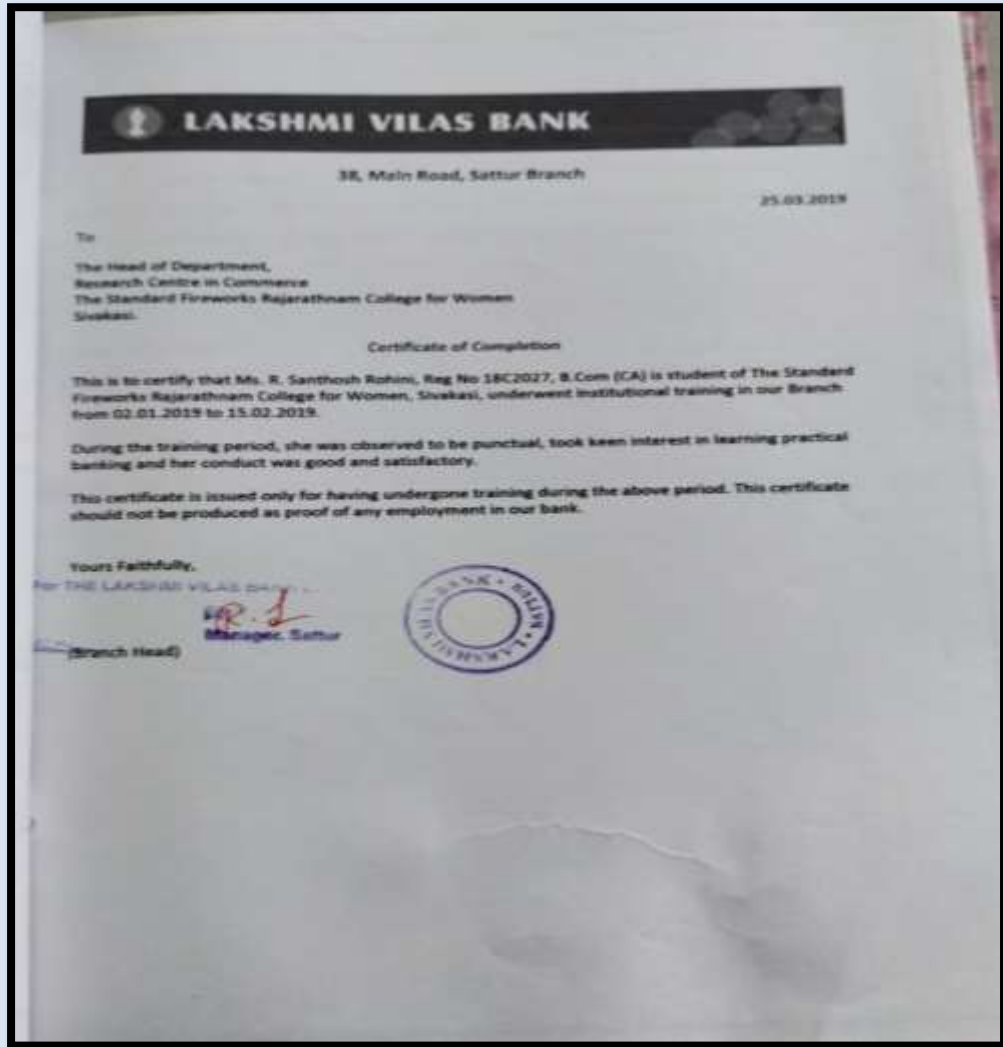 LAKSHMI VILAS BANK
38, Main Road, Sattur Branch
25.03.2019
To
The Head of Department,
Research Centre in Commerce
The Standard Fireworks Rajarathnam College for Women
Sivakasi.
Certificate of Completion
This is to certify that Ms. R. Santhosh Rohini, Reg No 18C2027, B.Com (CA) is student of The Standard
Fireworks Rajarathnam College for Women, Sivakasi, underwent institutional training in our Branch
from 02.01.2019 to 15.02.2019.
During the training period, she was observed to be punctual, took keen interest in learning practical
banking and her conduct was good and satisfactory.
This certificate is issued only for having undergone training during the above period. This certificate
should not be produced as proof of any employment in our bank.
Yours Faithfully,
For THE LAKSHMI VILAS BANK
Manager, Sattur
(Branch Head)